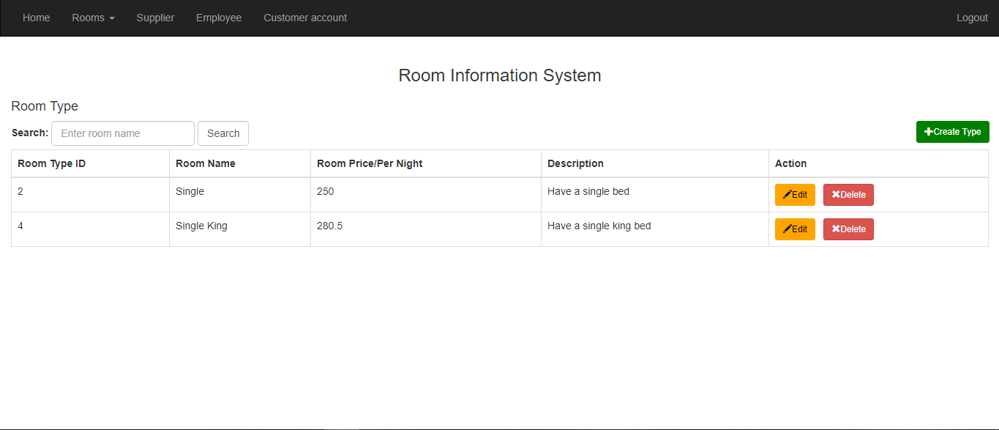 Home Rooms Supplier Employee Customer account Logout
Room Information System
Room Type
Search: Enter room name Search Create Type
Room Type ID Room Name Room Price/Per Night Description Action
2 Single 250 Have a single bed Edit Delete
4 Single King 280.5 Have a single king bed Edit Delete